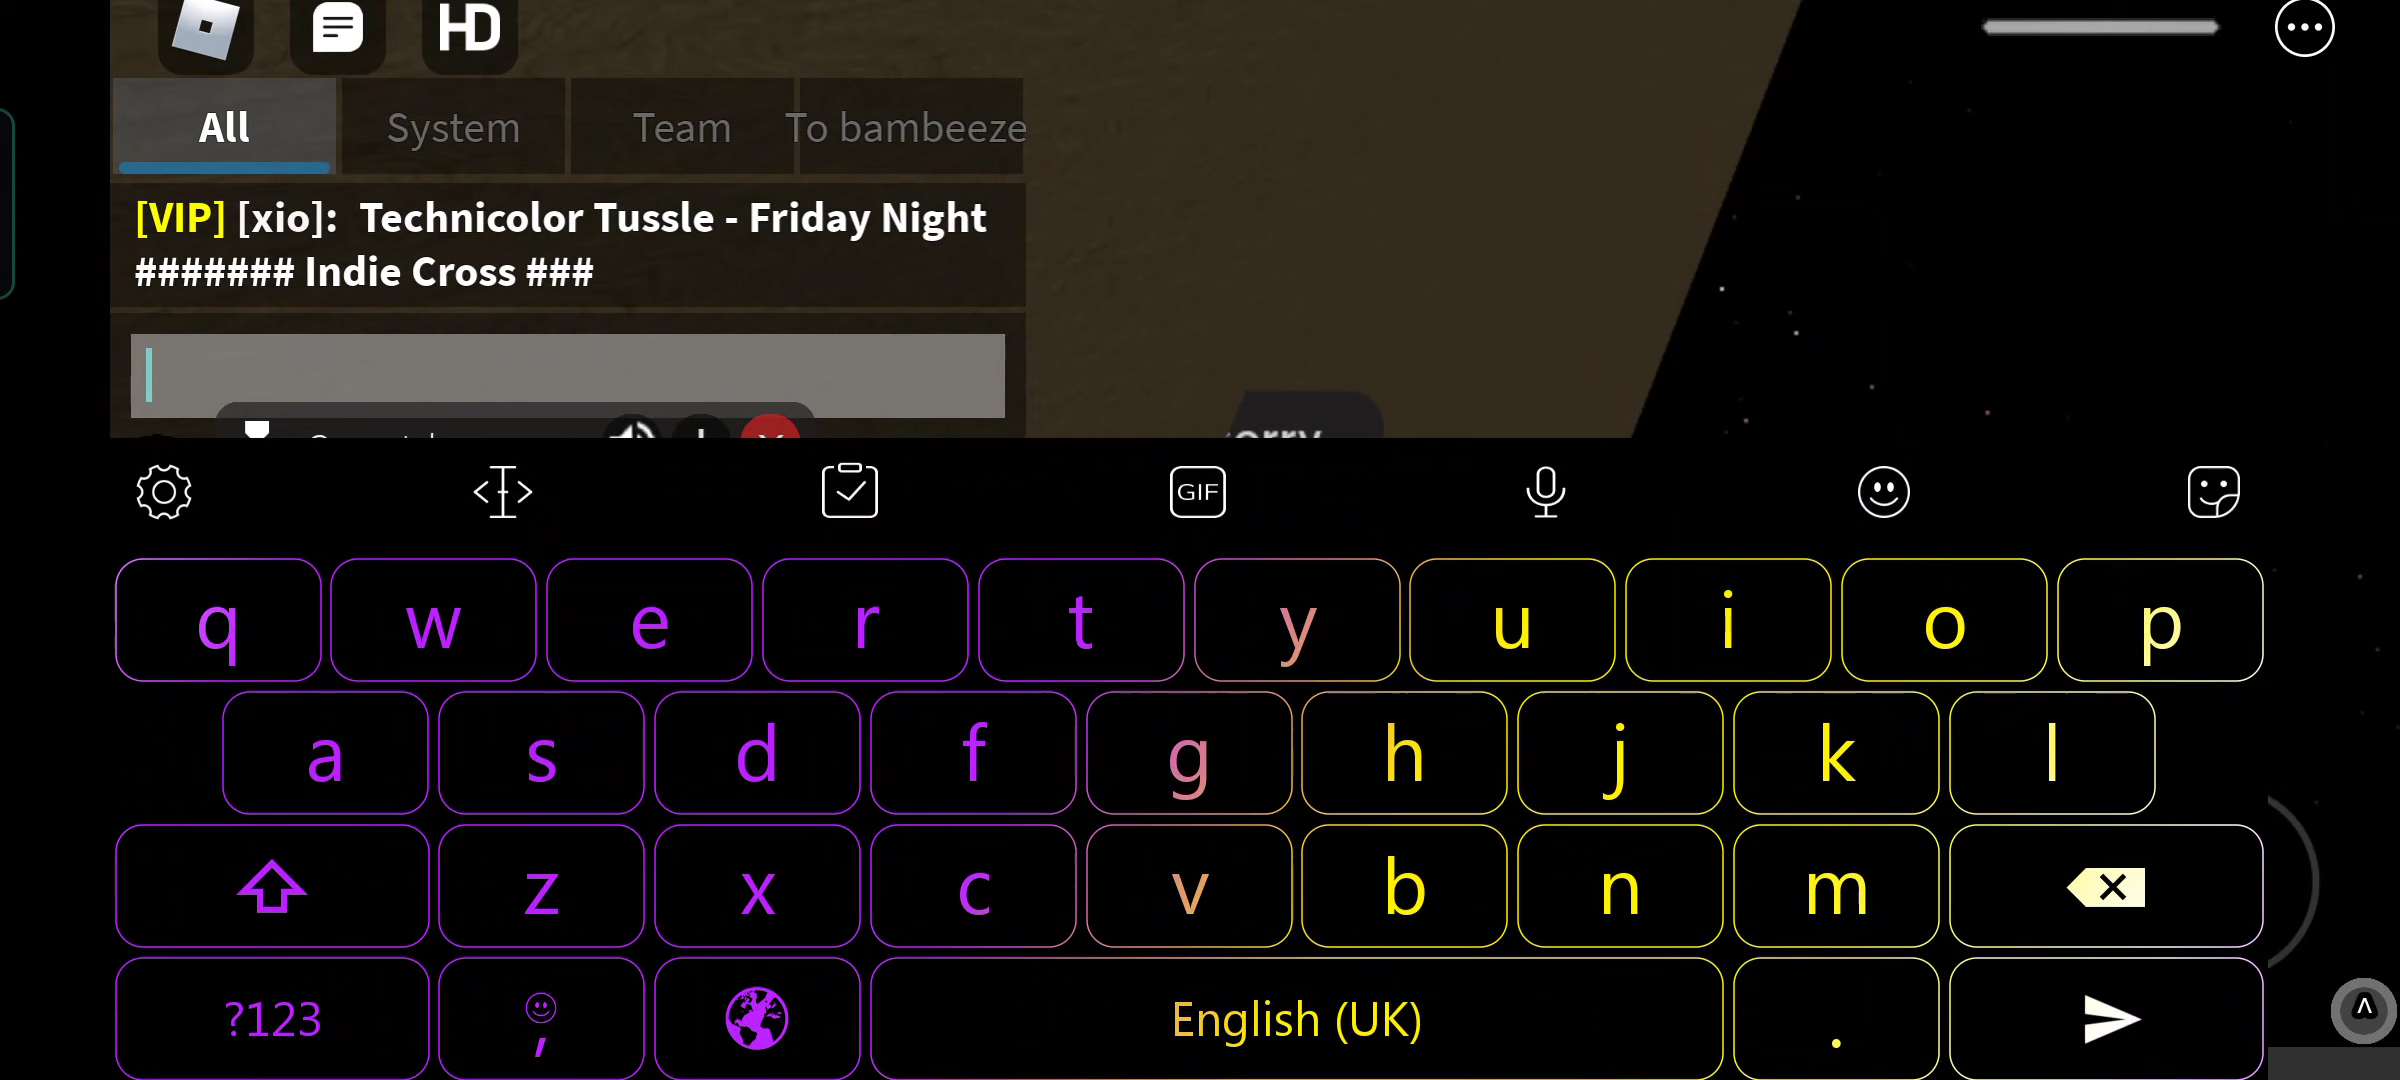 HD
All System Team To bambeeze
[VIP] [xio]: Technicolor Tussle - Friday Night
####### Indie Cross ###
GIF
q w e r t y u i o p
a s d f g h j k l
z x c v b n m
?123 , English (UK) .